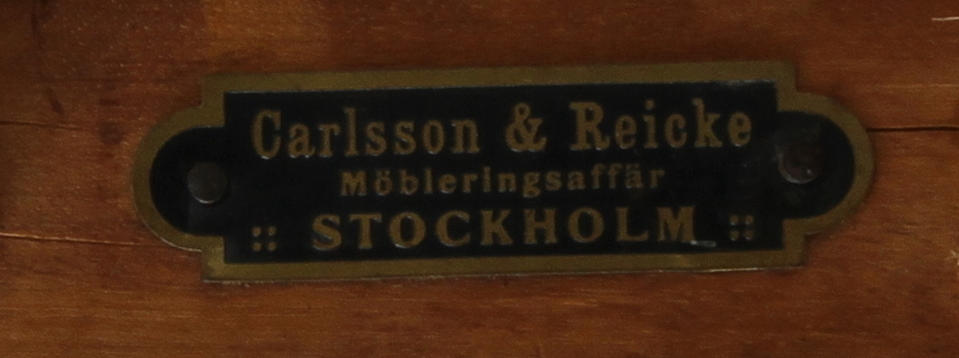 Carlsson & Reicke
Möbleringsaffär
:: STOCKHOLM ::